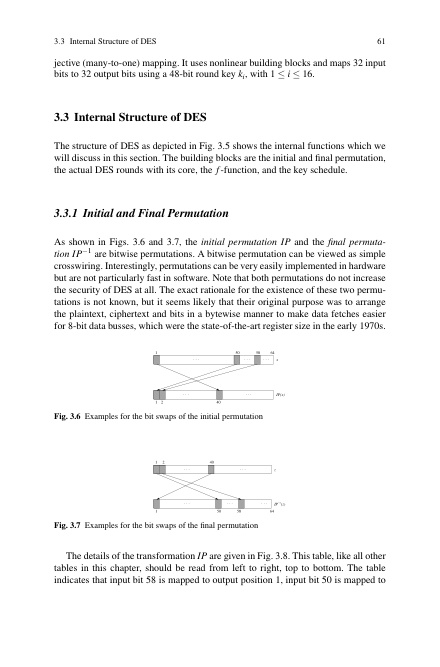 3.3 Internal Structure of DES 61
jective (many-to-one) mapping. It uses nonlinear building blocks and maps 32 input
bits to 32 output bits using a 48-bit round key kᵢ, with 1 ≤ i ≤ 16.
3.3 Internal Structure of DES
The structure of DES as depicted in Fig. 3.5 shows the internal functions which we
will discuss in this section. The building blocks are the initial and final permutation,
the actual DES rounds with its core, the f-function, and the key schedule.
3.3.1 Initial and Final Permutation
As shown in Figs. 3.6 and 3.7, the initial permutation IP and the final permuta-
tion IP⁻¹ are bitwise permutations. A bitwise permutation can be viewed as simple
crosswiring. Interestingly, permutations can be very easily implemented in hardware
but are not particularly fast in software. Note that both permutations do not increase
the security of DES at all. The exact rationale for the existence of these two permu-
tations is not known, but it seems likely that their original purpose was to arrange
the plaintext, ciphertext and bits in a bytewise manner to make data fetches easier
for 8-bit data busses, which were the state-of-the-art register size in the early 1970s.
1 50 58 64
... ... ...
x
... ...
IP(x)
1 2 40
Fig. 3.6 Examples for the bit swaps of the initial permutation
1 2 40
... ...
... ... ...
1 50 58 64
Fig. 3.7 Examples for the bit swaps of the final permutation
The details of the transformation IP are given in Fig. 3.8. This table, like all other
tables in this chapter, should be read from left to right, top to bottom. The table
indicates that input bit 58 is mapped to output position 1, input bit 50 is mapped to